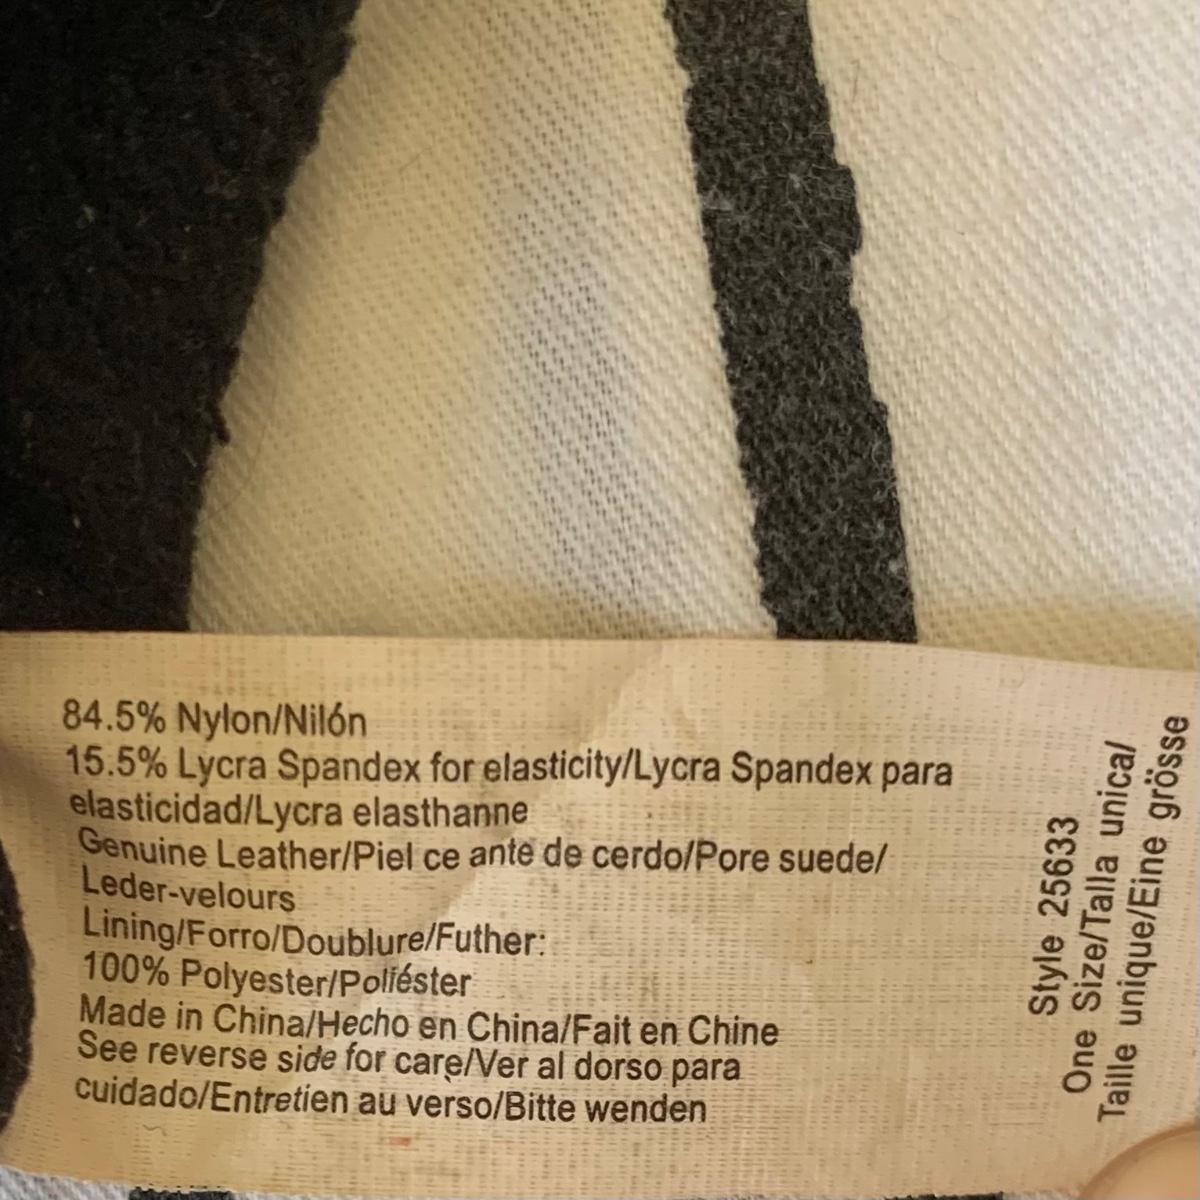 84.5% Nylon/Nilón
15.5% Lycra Spandex for elasticity/Lycra Spandex para
elasticidad/Lycra elasthanne
Genuine Leather/Piel ce ante de cerdo/Pore suede/
Leder-velours
Lining/Forro/Doublure/Futher:
100% Polyester/Poliéster
Made in China/Hecho en China/Fait en Chine
See reverse side for care/Ver al dorso para
cuidado/Entretien au verso/Bitte wenden
Style 25633
One Size/Talla unical/
Taille unique/Eine grösse